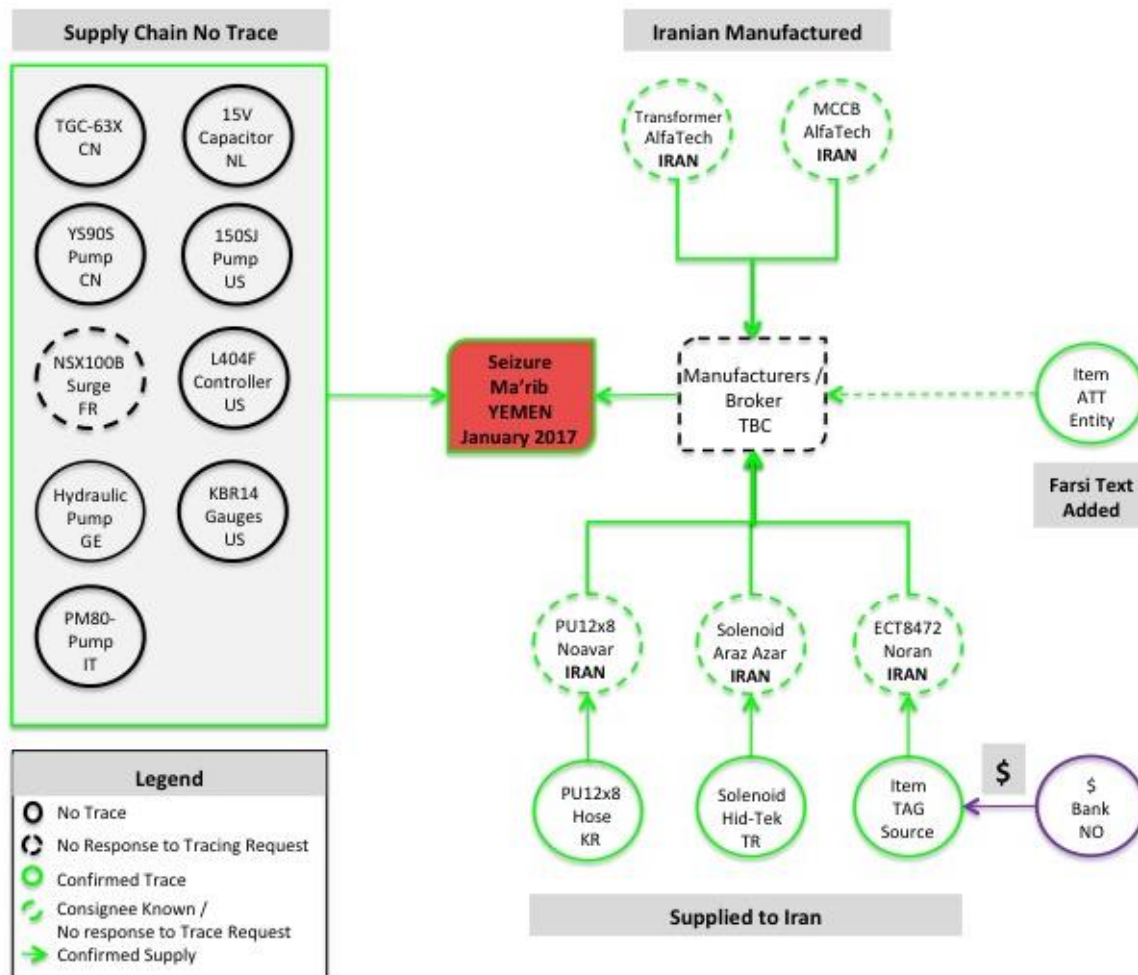 Supply Chain No Trace
TGC-63X
CN
15V
Capacitor
NL
YS90S
Pump
CN
150SJ
Pump
US
NSX100B
Surge
FR
L404F
Controller
US
Hydraulic
Pump
GE
KBR14
Gauges
US
PM80-
Pump
IT
Legend
No Trace
No Response to Tracing Request
Confirmed Trace
Consignee Known /
No response to Trace Request
Confirmed Supply
Seizure
Ma'rib
YEMEN
January 2017
Iranian Manufactured
Transformer
AlfaTech
IRAN
MCCB
AlfaTech
IRAN
Manufacturers /
Broker
TBC
Item
ATT
Entity
Farsi Text
Added
PU12x8
Noavar
IRAN
Solenoid
Araz Azar
IRAN
ECT8472
Noran
IRAN
PU12x8
Hose
KR
Solenoid
Hid-Tek
TR
Item
TAG
Source
$
$
Bank
NO
Supplied to Iran